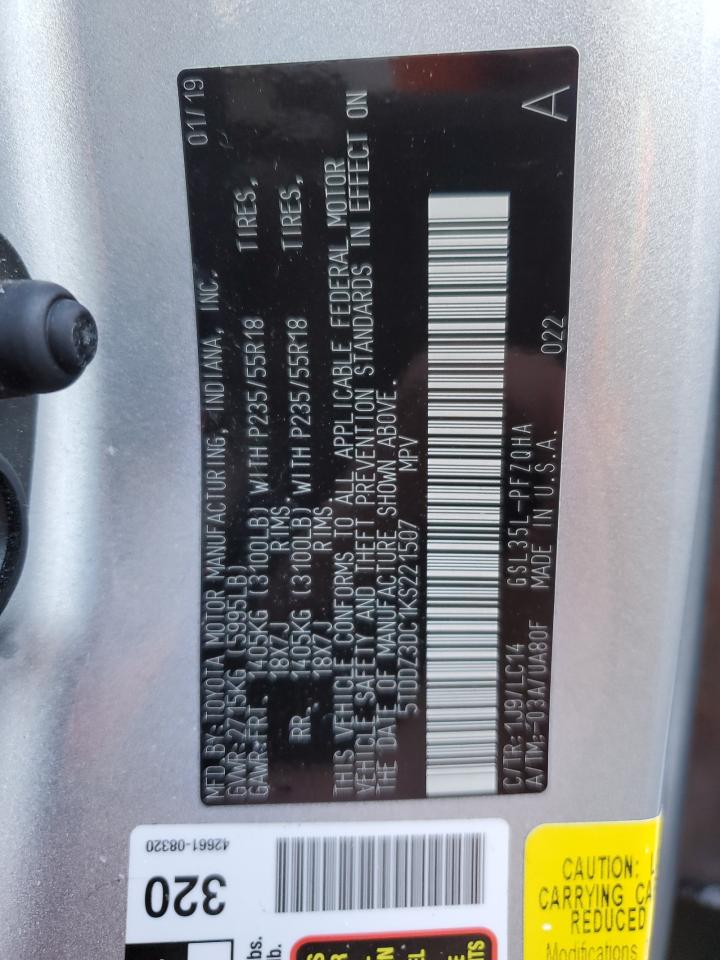 MFD.BY:TOYOTA MOTOR MANUFACTURING, INDIANA, INC. 01/19
GVWR:2715KG (5995LB)
GAWR:FRT. 1405KG (3100LB) WITH P235/55R18 TIRES,
18X7J RIMS,
RR. 1405KG (3100LB) WITH P235/55R18 TIRES,
18X7J RIMS
THIS VEHICLE CONFORMS TO ALL APPLICABLE FEDERAL MOTOR
VEHICLE SAFETY AND THEFT PREVENTION STANDARDS IN EFFECT ON
THE DATE OF MANUFACTURE SHOWN ABOVE.
5TDDZ3DC1KS221507 MPV
C/TR:1J9/LC14 GSL35L-PFZQHA
A/TM:-03A/UA80F MADE IN U.S.A. 022 A
42661-08320
320
bs.
b.
CAUTION:
CARRYING CA
REDUCED
Modifications